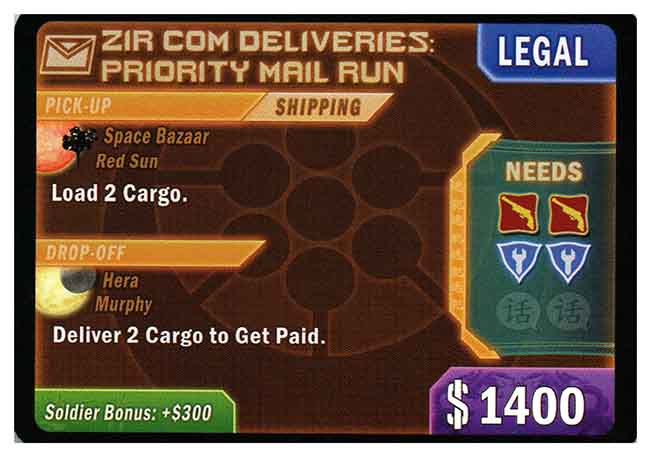 ZIR COM DELIVERIES:
PRIORITY MAIL RUN
LEGAL
PICK-UP
SHIPPING
Space Bazaar
Red Sun
Load 2 Cargo.
NEEDS
DROP-OFF
Hera
Murphy
话 话
Deliver 2 Cargo to Get Paid.
Soldier Bonus: +$300
$ 1400